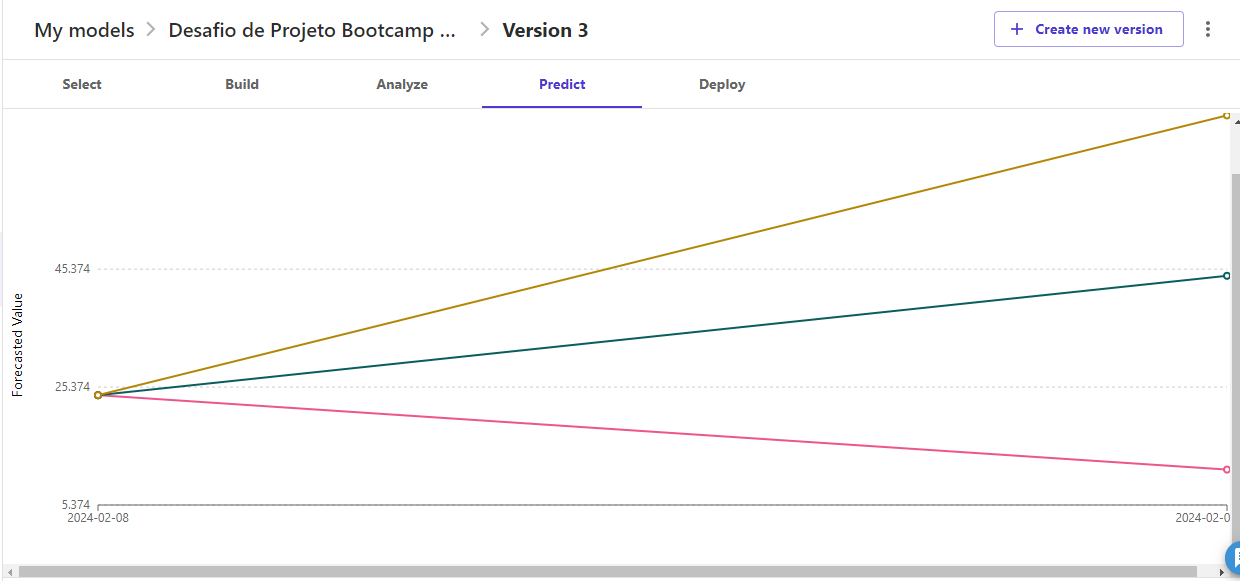 My models > Desafio de Projeto Bootcamp ... > Version 3
+ Create new version
Select Build Analyze Predict Deploy
Forecasted Value
45.374
25.374
5.374
2024-02-08 2024-02-0